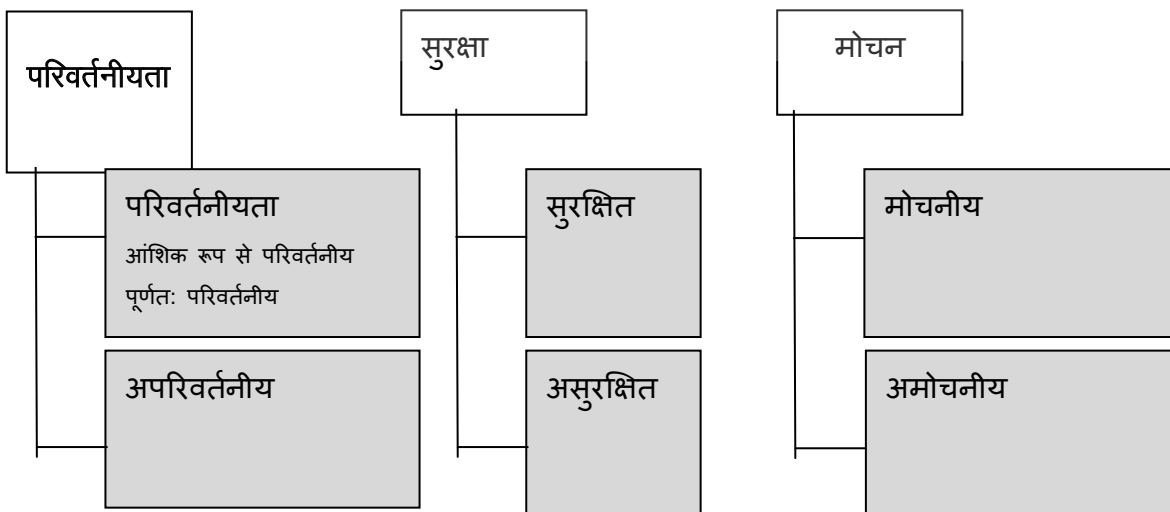 परिवर्तनीयता
परिवर्तनीयता
आंशिक रूप से परिवर्तनीय
पूर्णत: परिवर्तनीय
अपरिवर्तनीय
सुरक्षा
सुरक्षित
असुरक्षित
मोचन
मोचनीय
अमोचनीय